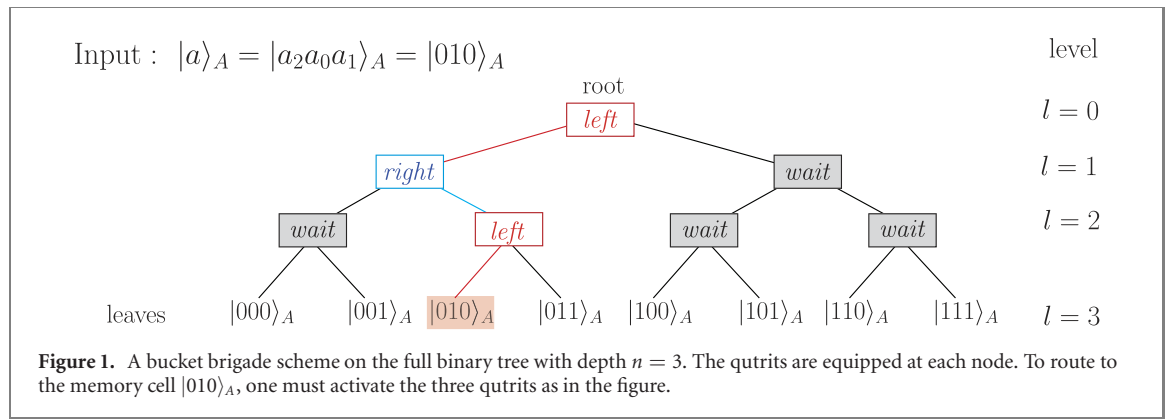 Input : |a⟩_A = |a_2a_0a_1⟩_A = |010⟩_A
level
root
left
l = 0
right
wait
l = 1
wait
left
wait
wait
l = 2
leaves
|000⟩_A
|001⟩_A
|010⟩_A
|011⟩_A
|100⟩_A
|101⟩_A
|110⟩_A
|111⟩_A
l = 3
Figure 1. A bucket brigade scheme on the full binary tree with depth n = 3. The qutrits are equipped at each node. To route to
the memory cell |010⟩_A, one must activate the three qutrits as in the figure.